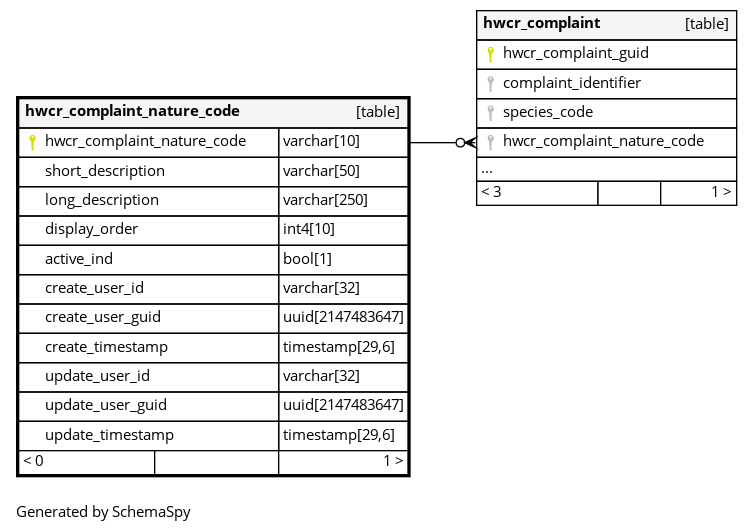 hwcr_complaint [table]
hwcr_complaint_guid
complaint_identifier
species_code
hwcr_complaint_nature_code
...
< 3 1 >
hwcr_complaint_nature_code [table]
hwcr_complaint_nature_code varchar[10]
short_description varchar[50]
long_description varchar[250]
display_order int4[10]
active_ind bool[1]
create_user_id varchar[32]
create_user_guid uuid[2147483647]
create_timestamp timestamp[29,6]
update_user_id varchar[32]
update_user_guid uuid[2147483647]
update_timestamp timestamp[29,6]
< 0 1 >
Generated by SchemaSpy